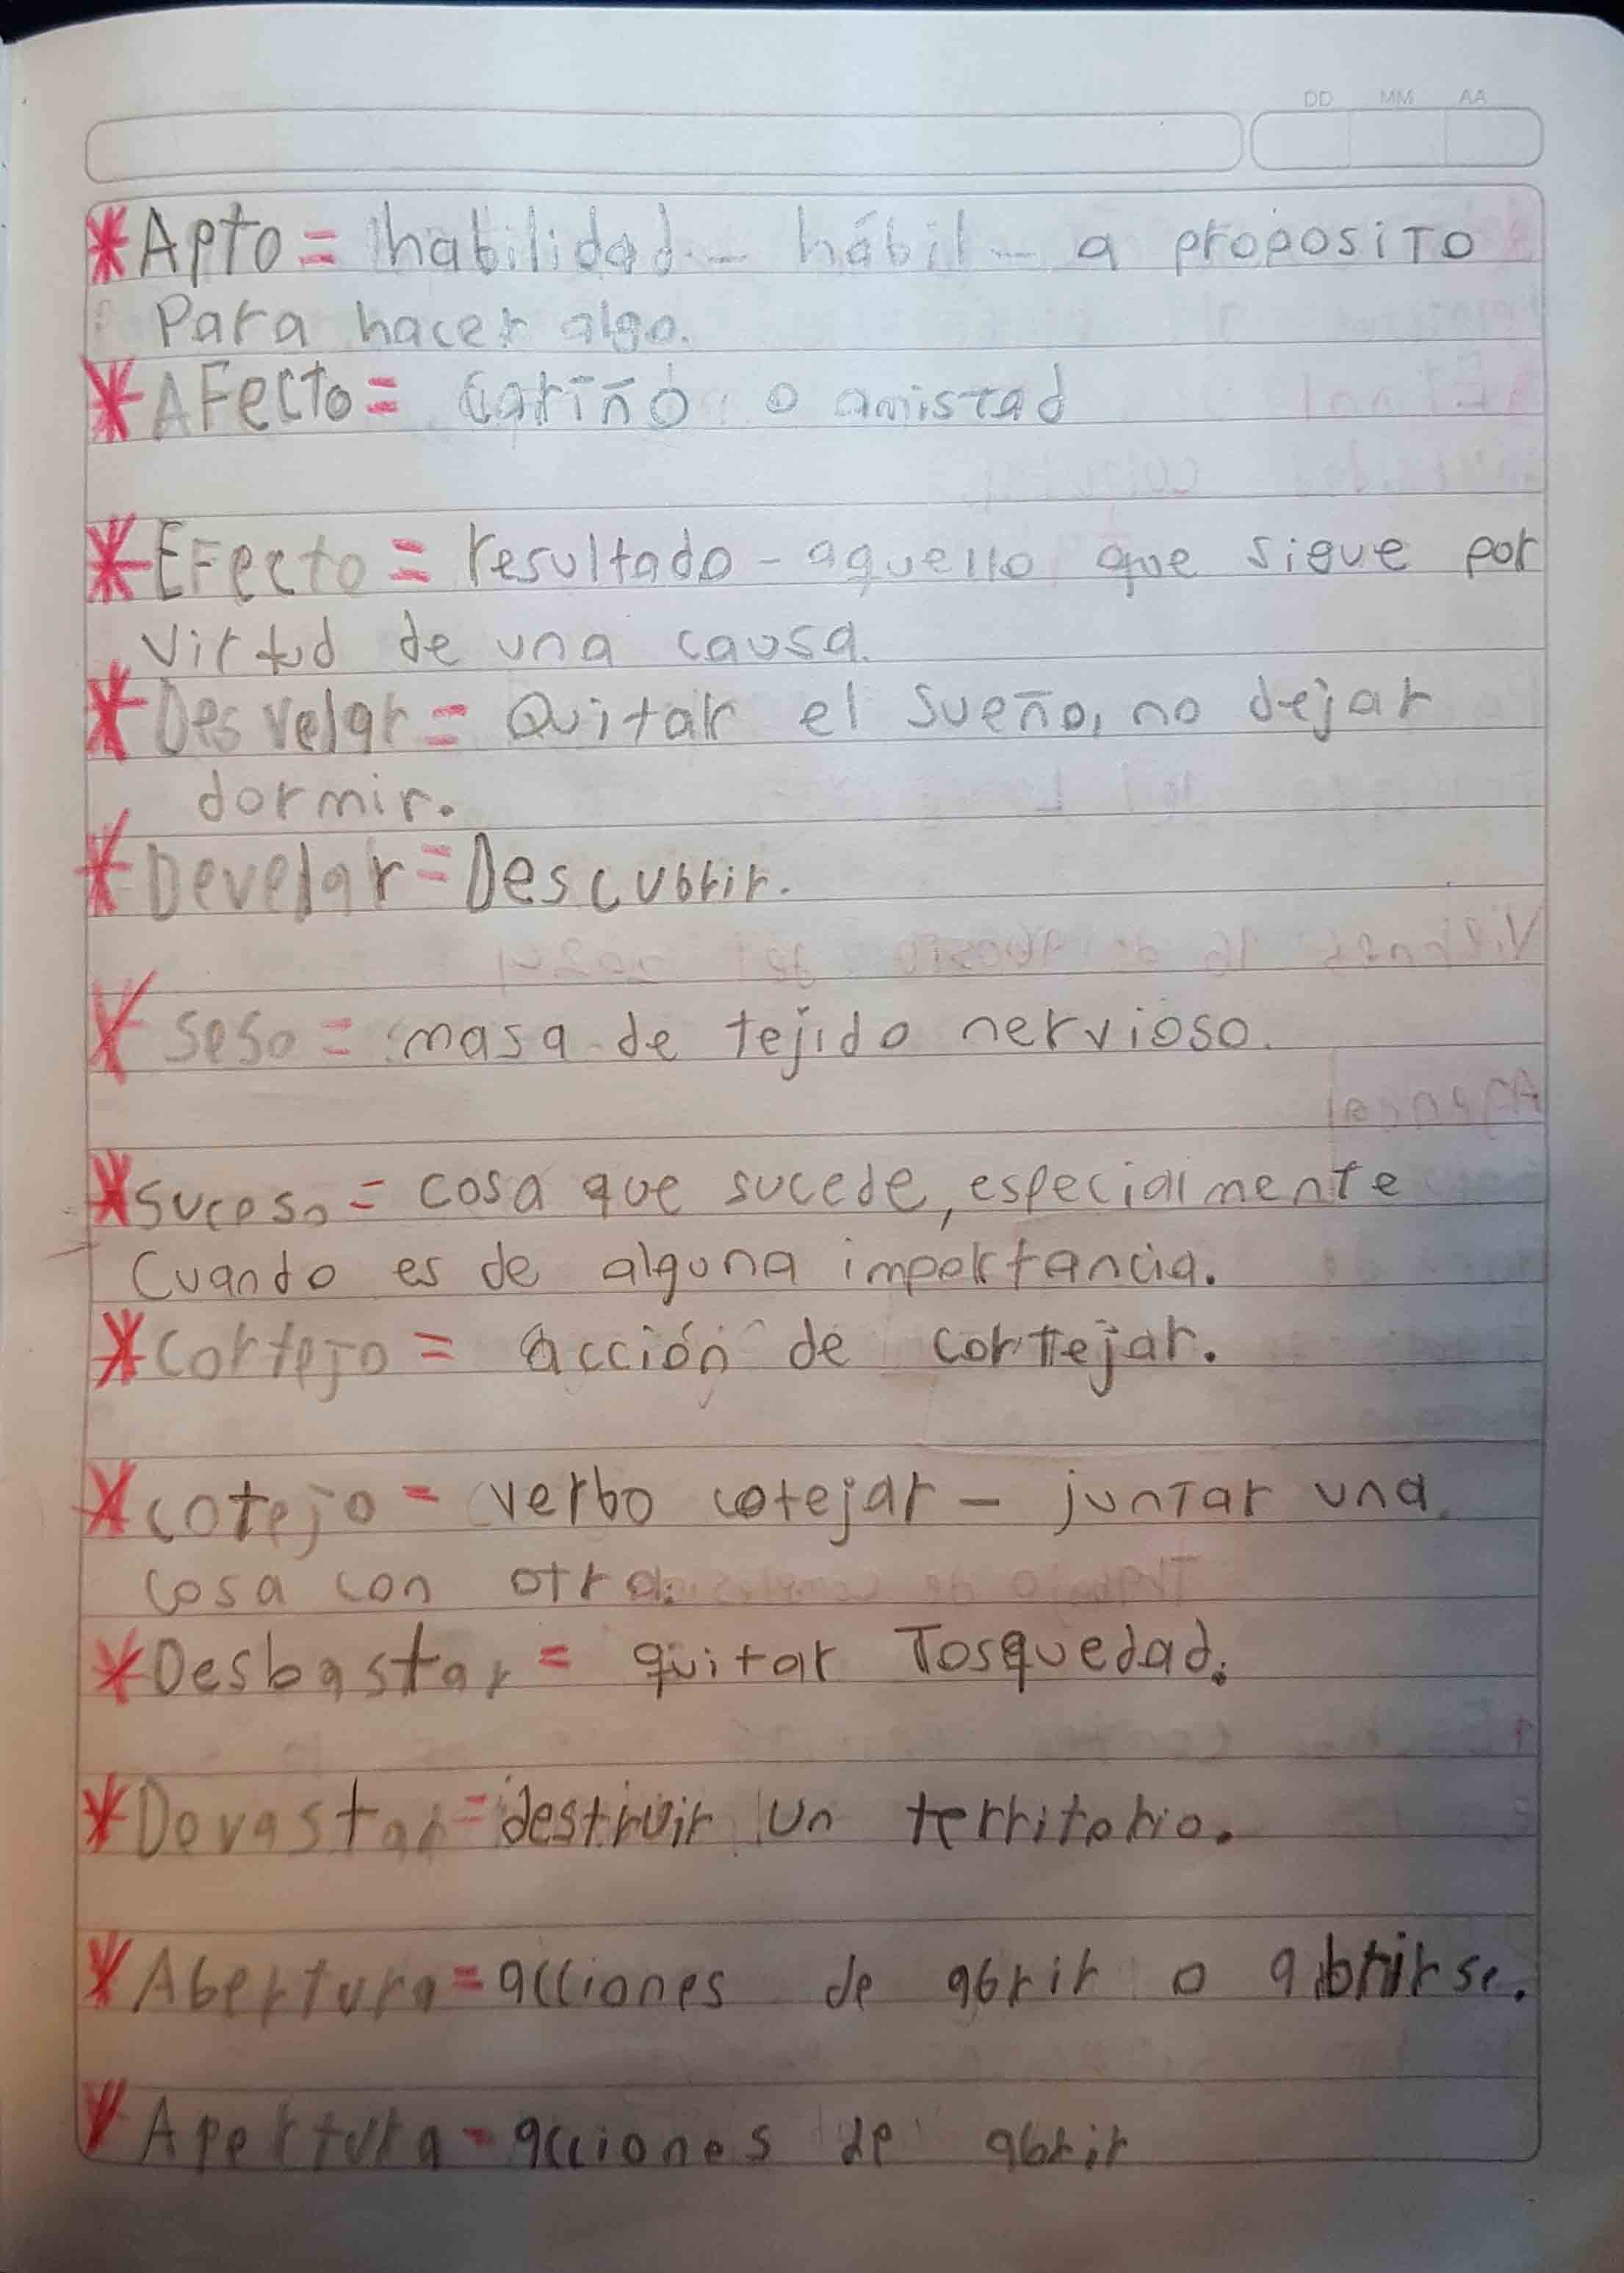 DD MM AA
*Apto = habilidad - hábil - a proposito
Para hacer algo.
*AFecto = cariño o amistad
*EFecto = resultado - aquello que sigue por
virtud de una causa.
*Desvelar = Quitar el sueño, no dejar
dormir.
*Develar = Descubrir.
* Seso = masa de tejido nervioso.
*Suceso = cosa que sucede, especialmente
Cuando es de alguna importancia.
*cortejo = acción de cortejar.
*cotejo = verbo cotejar - juntar una
cosa con otra.
*Desbastar = quitar Tosquedad.
*Devastar = destruir un territorio.
*Abertura = acciones de abrir o abrirse.
*Apertura = acciones de abrir